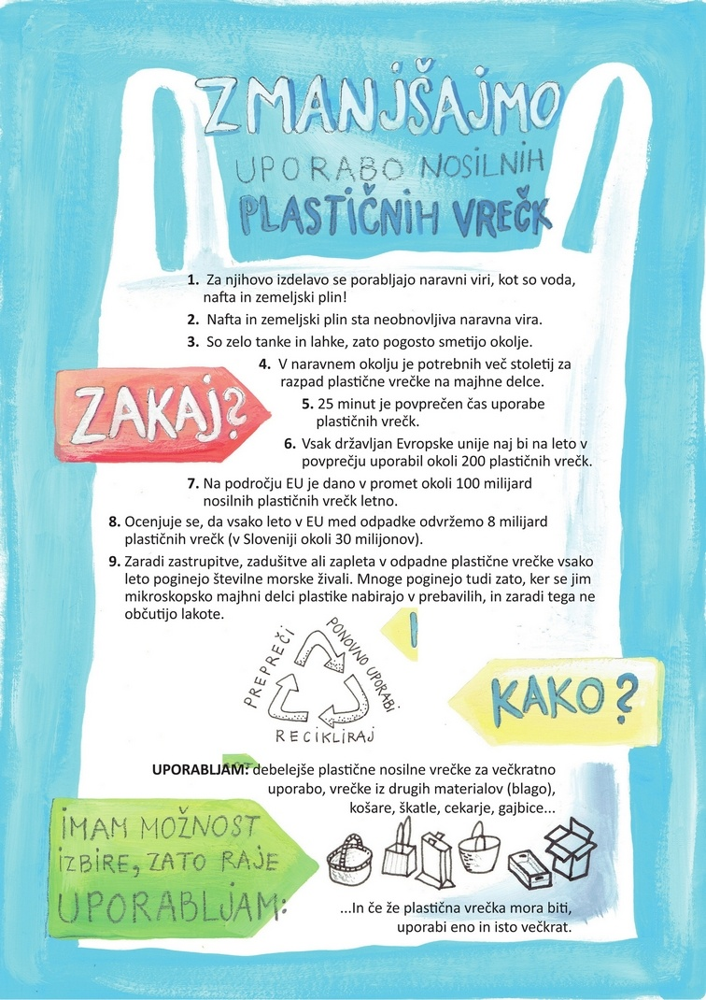 ZMANJŠAJMO
UPORABO NOSILNIH
PLASTIČNIH VREČK
1. Za njihovo izdelavo se porabljajo naravni viri, kot so voda,
nafta in zemeljski plin!
2. Nafta in zemeljski plin sta neobnovljiva naravna vira.
3. So zelo tanke in lahke, zato pogosto smetijo okolje.
4. V naravnem okolju je potrebnih več stoletij za
razpad plastične vrečke na majhne delce.
ZAKAJ?
5. 25 minut je povprečen čas uporabe
plastičnih vrečk.
6. Vsak državljan Evropske unije naj bi na leto v
povprečju uporabil okoli 200 plastičnih vrečk.
7. Na področju EU je dano v promet okoli 100 milijard
nosilnih plastičnih vrečk letno.
8. Ocenjuje se, da vsako leto v EU med odpadke odvržemo 8 milijard
plastičnih vrečk (v Sloveniji okoli 30 milijonov).
9. Zaradi zastrupitve, zadušitve ali zapleta v odpadne plastične vrečke vsako
leto poginejo številne morske živali. Mnoge poginejo tudi zato, ker se jim
mikroskopsko majhni delci plastike nabirajo v prebavilih, in zaradi tega ne
občutijo lakote.
PREPREČI
PONOVNO UPORABI
RECIKLIRAJ
KAKO?
UPORABLJAM: debelejše plastične nosilne vrečke za večkratno
uporabo, vrečke iz drugih materialov (blago),
košare, škatle, cekarje, gajbice...
IMAM MOŽNOST
IZBIRE, ZATO RAJE
UPORABLJAM:
...In če že plastična vrečka mora biti,
uporabi eno in isto večkrat.